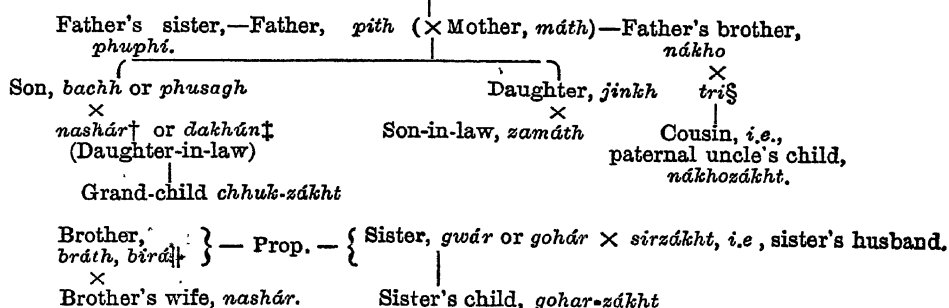 Father's sister,—Father, pith (× Mother, máth)—Father's brother,
phuphí. nákho
×
Son, bachh or phusagh Daughter, jinkh tri§
× ×
nashár† or dakhún‡ Son-in-law, zamáth Cousin, i.e.,
(Daughter-in-law) paternal uncle's child,
Grand-child chhuk-zákht nákhozákht.
Brother, } — Prop. — { Sister, gwár or gohár × sirzákht, i.e, sister's husband.
bráth,
×
Brother's wife, nashár. Sister's child, gohar-zákht